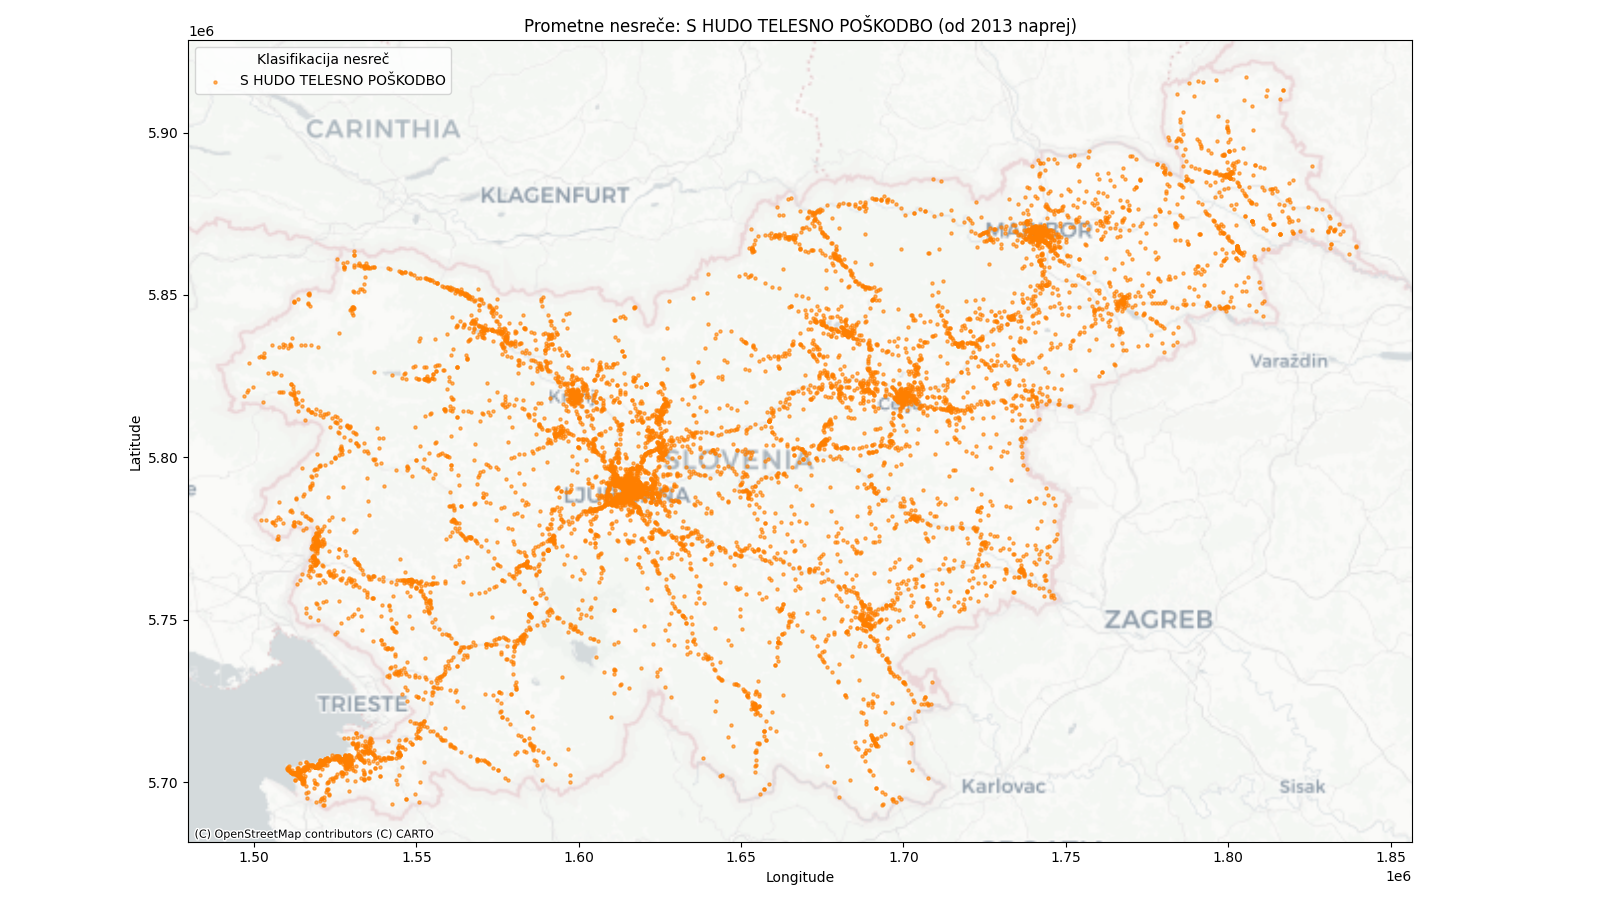 Prometne nesreče: S HUDO TELESNO POŠKODBO (od 2013 naprej)
1e6
Klasifikacija nesreč
S HUDO TELESNO POŠKODBO
CARINTHIA
KLAGENFURT
MARIBOR
Varaždin
SLOVENIA
LJUBLJANA
ZAGREB
TRIESTE
Karlovac
Sisak
(C) OpenStreetMap contributors (C) CARTO
5.90
5.85
5.80
5.75
5.70
Latitude
1.50
1.55
1.60
1.65
1.70
1.75
1.80
1.85
Longitude
1e6